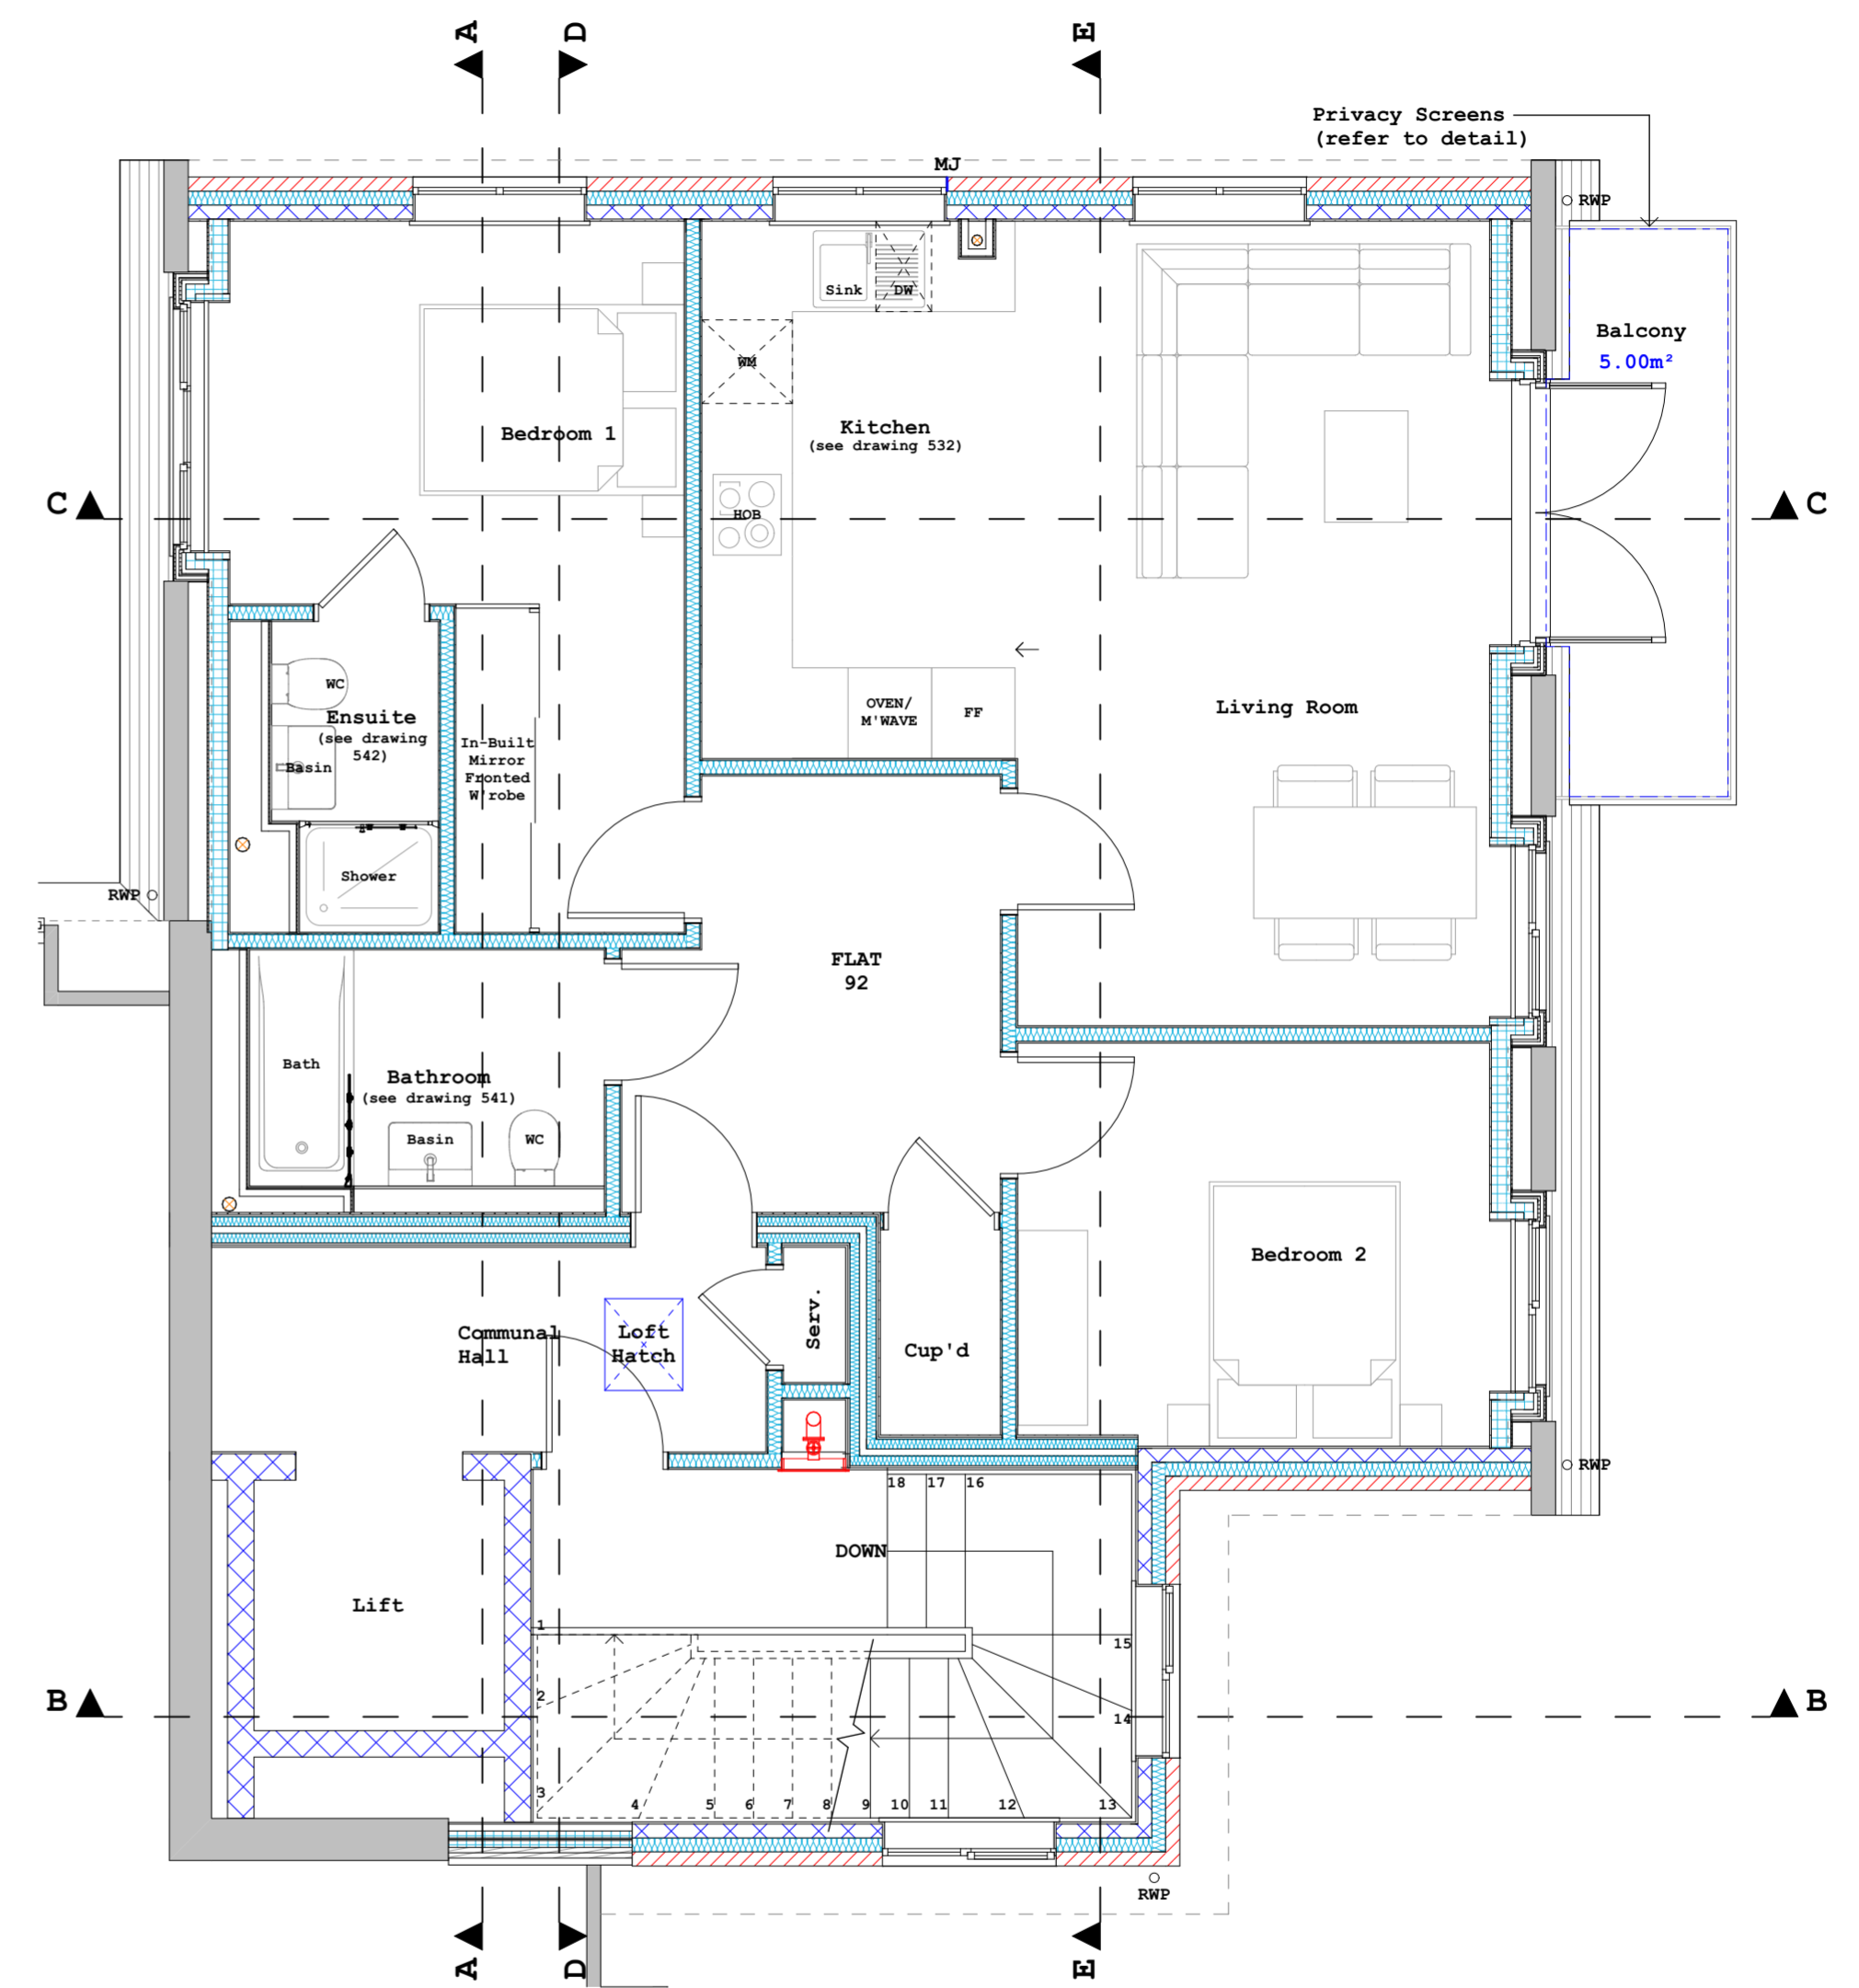 A
D
E
Privacy Screens
(refer to detail)
MJ
RWP
Balcony
5.00m²
Sink
DW
WM
Kitchen
(see drawing 532)
Bedroom 1
C
HOB
C
WC
Ensuite
(see drawing
542)
Basin
In-Built
Mirror
Fronted
W'robe
OVEN/
M'WAVE
FF
Living Room
Shower
RWP
FLAT
92
Bath
Bathroom
(see drawing 541)
Basin
WC
Bedroom 2
Communal
Hall
Loft
Hatch
Serv.
Cup'd
RWP
18
17
16
DOWN
Lift
1
15
2
14
B
B
3
4
5
6
7
8
9
10
11
12
13
RWP
A
D
E